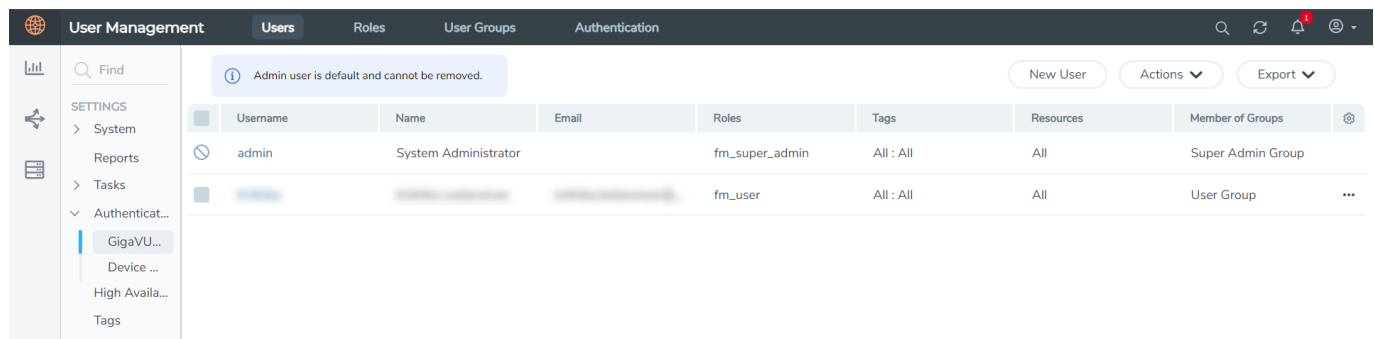 User Management Users Roles User Groups Authentication 1
Find
Admin user is default and cannot be removed. New User Actions Export
SETTINGS
System
Reports
Tasks
Authenticat...
GigaVU...
Device ...
High Availa...
Tags
Username Name Email Roles Tags Resources Member of Groups
admin System Administrator fm_super_admin All : All All Super Admin Group
fm_user All : All All User Group